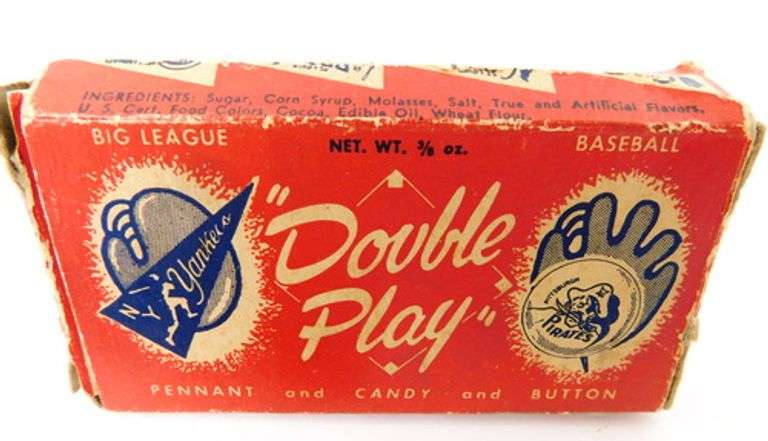 INGREDIENTS: Sugar, Corn Syrup, Molasses, Salt, True and Artificial Flavors,
U. S. Cert. Food Colors, Cocoa, Edible Oil, Wheat Flour.
BIG LEAGUE
NET. WT. 3/8 oz.
BASEBALL
NY Yankees
"Double
Play"
PITTSBURGH
PIRATES
PENNANT and CANDY and BUTTON